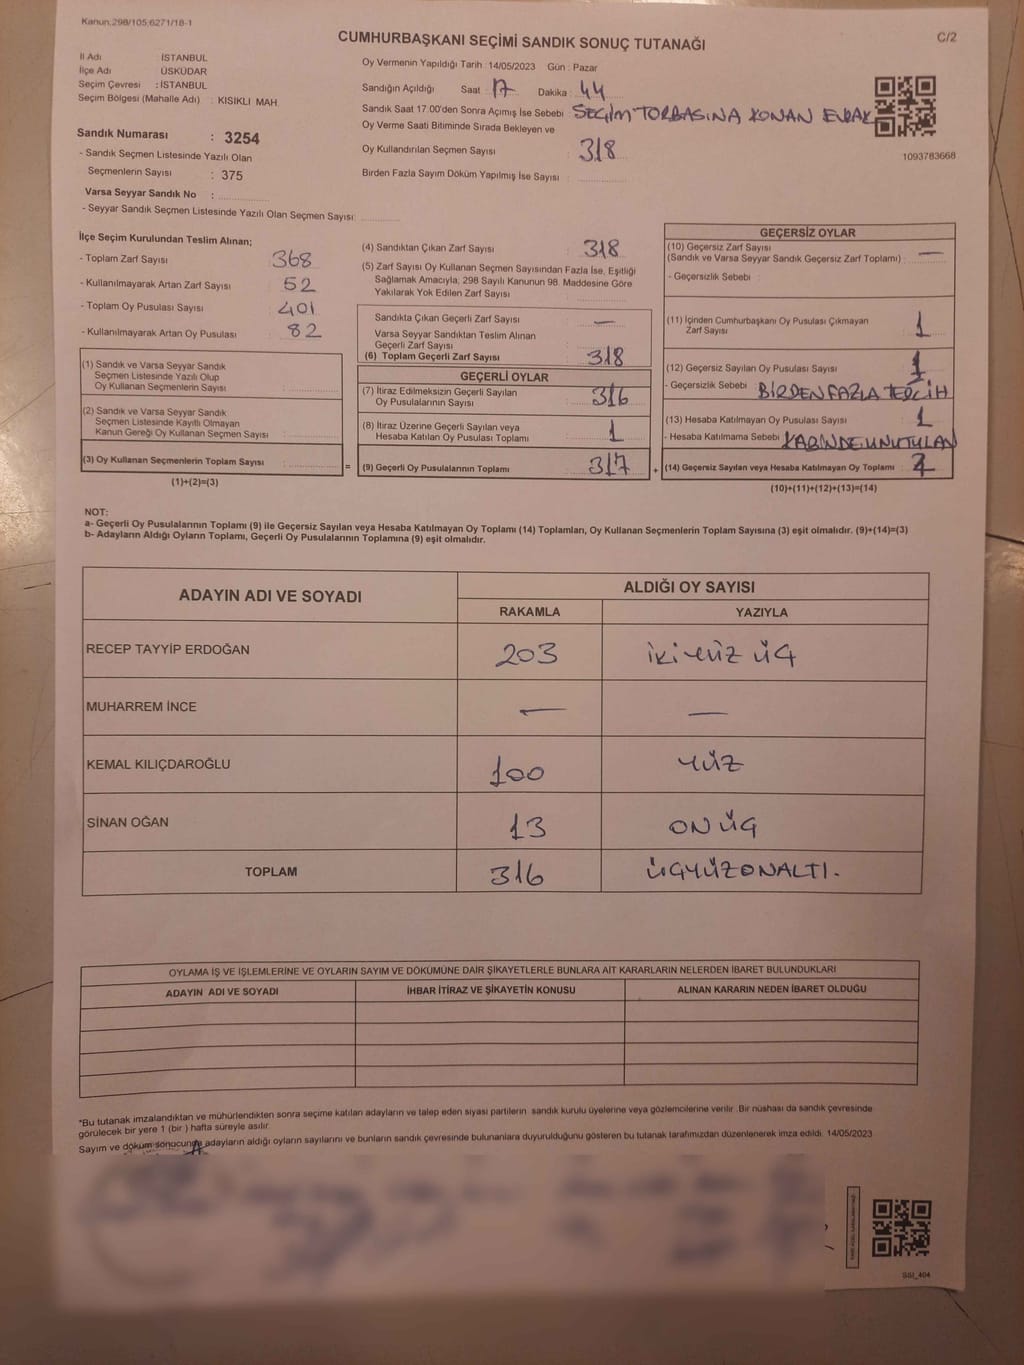 Kanun:298/105,6271/18-1
C/2
CUMHURBAŞKANI SEÇİMİ SANDIK SONUÇ TUTANAĞI
İl Adı : İSTANBUL
İlçe Adı : ÜSKÜDAR
Seçim Çevresi : İSTANBUL
Seçim Bölgesi (Mahalle Adı) : KISIKLI MAH.
Sandık Numarası : 3254
- Sandık Seçmen Listesinde Yazılı Olan
Seçmenlerin Sayısı : 375
Varsa Seyyar Sandık No :
- Seyyar Sandık Seçmen Listesinde Yazılı Olan Seçmen Sayısı:
Oy Vermenin Yapıldığı Tarih : 14/05/2023 Gün : Pazar
Sandığın Açıldığı Saat : 17 Dakika : 44
Sandık Saat 17.00'den Sonra Açımış İse Sebebi : SEÇİM TORBASINA KONAN EVRAK
Oy Verme Saati Bitiminde Sırada Bekleyen ve
Oy Kullandırılan Seçmen Sayısı : 318
Birden Fazla Sayım Döküm Yapılmış İse Sayısı :
1093783668
İlçe Seçim Kurulundan Teslim Alınan;
- Toplam Zarf Sayısı : 368
- Kullanılmayarak Artan Zarf Sayısı : 52
- Toplam Oy Pusulası Sayısı : 401
- Kullanılmayarak Artan Oy Pusulası : 82
(1) Sandık ve Varsa Seyyar Sandık
Seçmen Listesinde Yazılı Olup
Oy Kullanan Seçmenlerin Sayısı :
(2) Sandık ve Varsa Seyyar Sandık
Seçmen Listesinde Kayıtlı Olmayan
Kanun Gereği Oy Kullanan Seçmen Sayısı :
(3) Oy Kullanan Seçmenlerin Toplam Sayısı :
(1)+(2)=(3)
(4) Sandıktan Çıkan Zarf Sayısı : 318
(5) Zarf Sayısı Oy Kullanan Seçmen Sayısından Fazla İse, Eşitliği
Sağlamak Amacıyla; 298 Sayılı Kanunun 98. Maddesine Göre
Yakılarak Yok Edilen Zarf Sayısı :
Sandıkta Çıkan Geçerli Zarf Sayısı : —
Varsa Seyyar Sandıktan Teslim Alınan
Geçerli Zarf Sayısı :
(6) Toplam Geçerli Zarf Sayısı : 318
GEÇERLİ OYLAR
(7) İtiraz Edilmeksizin Geçerli Sayılan
Oy Pusulalarının Sayısı : 316
(8) İtiraz Üzerine Geçerli Sayılan veya
Hesaba Katılan Oy Pusulası Toplamı : 1
= (9) Geçerli Oy Pusulalarının Toplamı : 317 +
GEÇERSİZ OYLAR
(10) Geçersiz Zarf Sayısı
(Sandık ve Varsa Seyyar Sandık Geçersiz Zarf Toplamı) : —
- Geçersizlik Sebebi :
(11) İçinden Cumhurbaşkanı Oy Pusulası Çıkmayan
Zarf Sayısı : 1
(12) Geçersiz Sayılan Oy Pusulası Sayısı : 1
- Geçersizlik Sebebi : BİRDEN FAZLA TERCİH
(13) Hesaba Katılmayan Oy Pusulası Sayısı : 1
- Hesaba Katılmama Sebebi : KABİNDE UNUTULAN
(14) Geçersiz Sayılan veya Hesaba Katılmayan Oy Toplamı :
(10)+(11)+(12)+(13)=(14)
NOT:
a- Geçerli Oy Pusulalarının Toplamı (9) ile Geçersiz Sayılan veya Hesaba Katılmayan Oy Toplamı (14) Toplamları, Oy Kullanan Seçmenlerin Toplam Sayısına (3) eşit olmalıdır. (9)+(14)=(3)
b- Adayların Aldığı Oyların Toplamı, Geçerli Oy Pusulalarının Toplamına (9) eşit olmalıdır.
ADAYIN ADI VE SOYADI ALDIĞI OY SAYISI
RAKAMLA YAZIYLA
RECEP TAYYİP ERDOĞAN 203 İKİ YÜZ ÜÇ
MUHARREM İNCE — —
KEMAL KILIÇDAROĞLU 100 YÜZ
SİNAN OĞAN 13 ON ÜÇ
TOPLAM 316 ÜÇYÜZONALTI.
OYLAMA İŞ VE İŞLEMLERİNE VE OYLARIN SAYIM VE DÖKÜMÜNE DAİR ŞİKAYETLERLE BUNLARA AİT KARARLARIN NELERDEN İBARET BULUNDUKLARI
ADAYIN ADI VE SOYADI İHBAR İTİRAZ VE ŞİKAYETİN KONUSU ALINAN KARARIN NEDEN İBARET OLDUĞU
*Bu tutanak imzalandıktan ve mühürlendikten sonra seçime katılan adayların ve talep eden siyasi partilerin sandık kurulu üyelerine veya gözlemcilerine verilir. Bir nüshası da sandık çevresinde
görülecek bir yere 1 (bir ) hafta süreyle asılır.
Sayım ve döküm sonucunda adayların aldığı oyların sayılarını ve bunların sandık çevresinde bulunanlara duyurulduğunu gösteren bu tutanak tarafımızdan düzenlenerek imza edildi. 14/05/2023
SSI_404